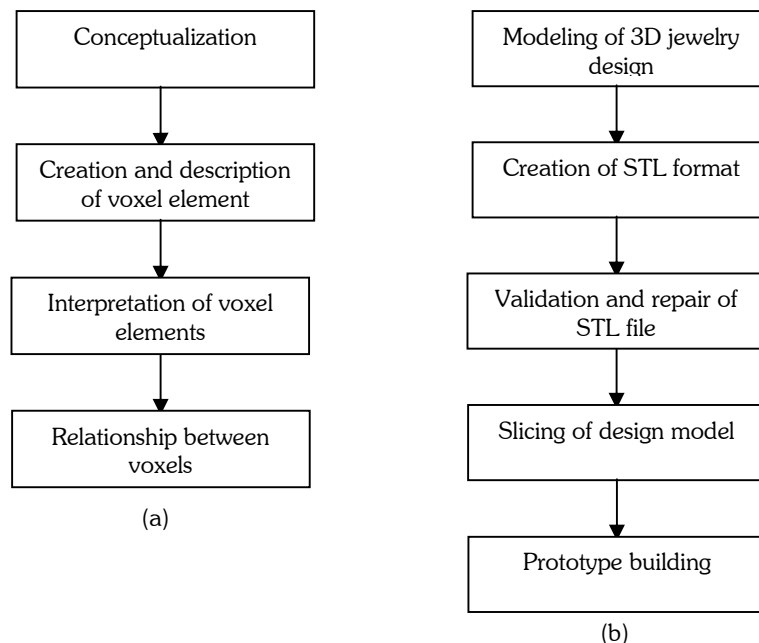 Conceptualization
Creation and description
of voxel element
Interpretation of voxel
elements
Relationship between
voxels
(a)
Modeling of 3D jewelry
design
Creation of STL format
Validation and repair of
STL file
Slicing of design model
Prototype building
(b)